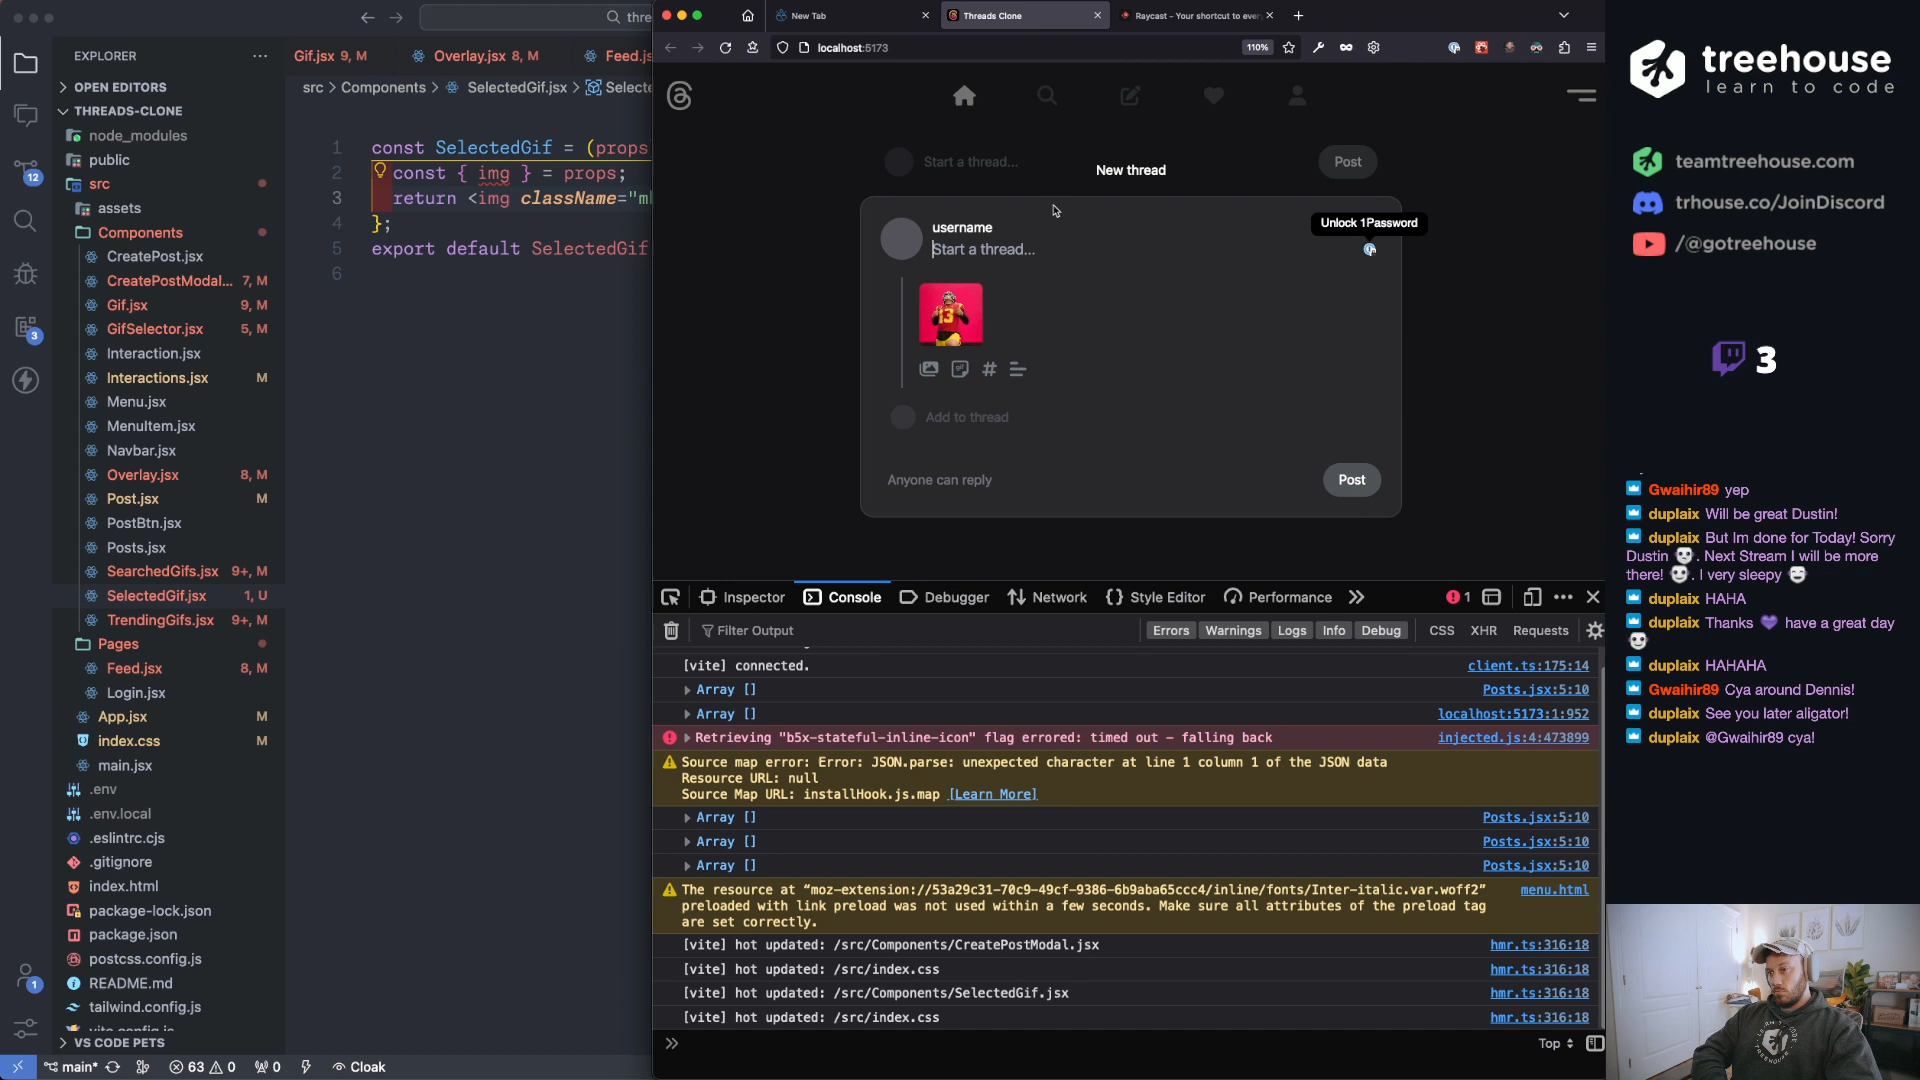 EXPLORER
OPEN EDITORS
THREADS-CLONE
node_modules
public
src
assets
Components
CreatePost.jsx
CreatePostModal... 7, M
Gif.jsx 9, M
GifSelector.jsx 5, M
Interaction.jsx
Interactions.jsx M
Menu.jsx
MenuItem.jsx
Navbar.jsx
Overlay.jsx 8, M
Post.jsx M
PostBtn.jsx
Posts.jsx
SearchedGifs.jsx 9+, M
SelectedGif.jsx 1, U
TrendingGifs.jsx 9+, M
Pages
Feed.jsx 8, M
Login.jsx
App.jsx M
index.css M
main.jsx
.env
.env.local
.eslintrc.cjs
.gitignore
index.html
package-lock.json
package.json
postcss.config.js
README.md
tailwind.config.js
VS CODE PETS
12
3
1
main* 63 0 0 Cloak
thre
Gif.jsx 9, M Overlay.jsx 8, M Feed.js
src > Components > SelectedGif.jsx > Selecte
1 const SelectedGif = (props
2 const { img } = props;
3 return <img className="m
4 };
5 export default SelectedGif
6
New Tab Threads Clone Raycast - Your shortcut to ever
localhost:5173 110%
Start a thread... Post
New thread
username
Start a thread...
Unlock 1Password
13
gif
#
Add to thread
Anyone can reply Post
Inspector Console Debugger Network Style Editor Performance 1
Filter Output Errors Warnings Logs Info Debug CSS XHR Requests
[vite] connected. client.ts:175:14
Array [] Posts.jsx:5:10
Array [] localhost:5173:1:952
Retrieving "b5x-stateful-inline-icon" flag errored: timed out – falling back injected.js:4:473899
Source map error: Error: JSON.parse: unexpected character at line 1 column 1 of the JSON data
Resource URL: null
Source Map URL: installHook.js.map [Learn More]
Array [] Posts.jsx:5:10
Array [] Posts.jsx:5:10
Array [] Posts.jsx:5:10
The resource at “moz-extension://53a29c31-70c9-49cf-9386-6b9aba65ccc4/inline/fonts/Inter-italic.var.woff2” menu.html
preloaded with link preload was not used within a few seconds. Make sure all attributes of the preload tag
are set correctly.
[vite] hot updated: /src/Components/CreatePostModal.jsx hmr.ts:316:18
[vite] hot updated: /src/index.css hmr.ts:316:18
[vite] hot updated: /src/Components/SelectedGif.jsx hmr.ts:316:18
[vite] hot updated: /src/index.css hmr.ts:316:18
Top
treehouse
learn to code
teamtreehouse.com
trhouse.co/JoinDiscord
/@gotreehouse
3
Gwaihir89 yep
duplaix Will be great Dustin!
duplaix But Im done for Today! Sorry
Dustin . Next Stream I will be more
there! . I very sleepy
duplaix HAHA
duplaix Thanks have a great day
duplaix HAHAHA
Gwaihir89 Cya around Dennis!
duplaix See you later aligator!
duplaix @Gwaihir89 cya!